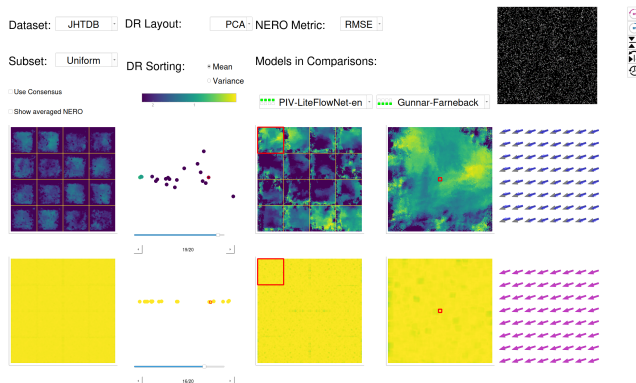 Dataset: JHTDB DR Layout: PCA NERO Metric: RMSE
Subset: Uniform DR Sorting: Mean Models in Comparisons:
Variance
Use Consensus
PIV-LiteFlowNet-en Gunnar-Farneback
Show averaged NERO
19/20
16/20